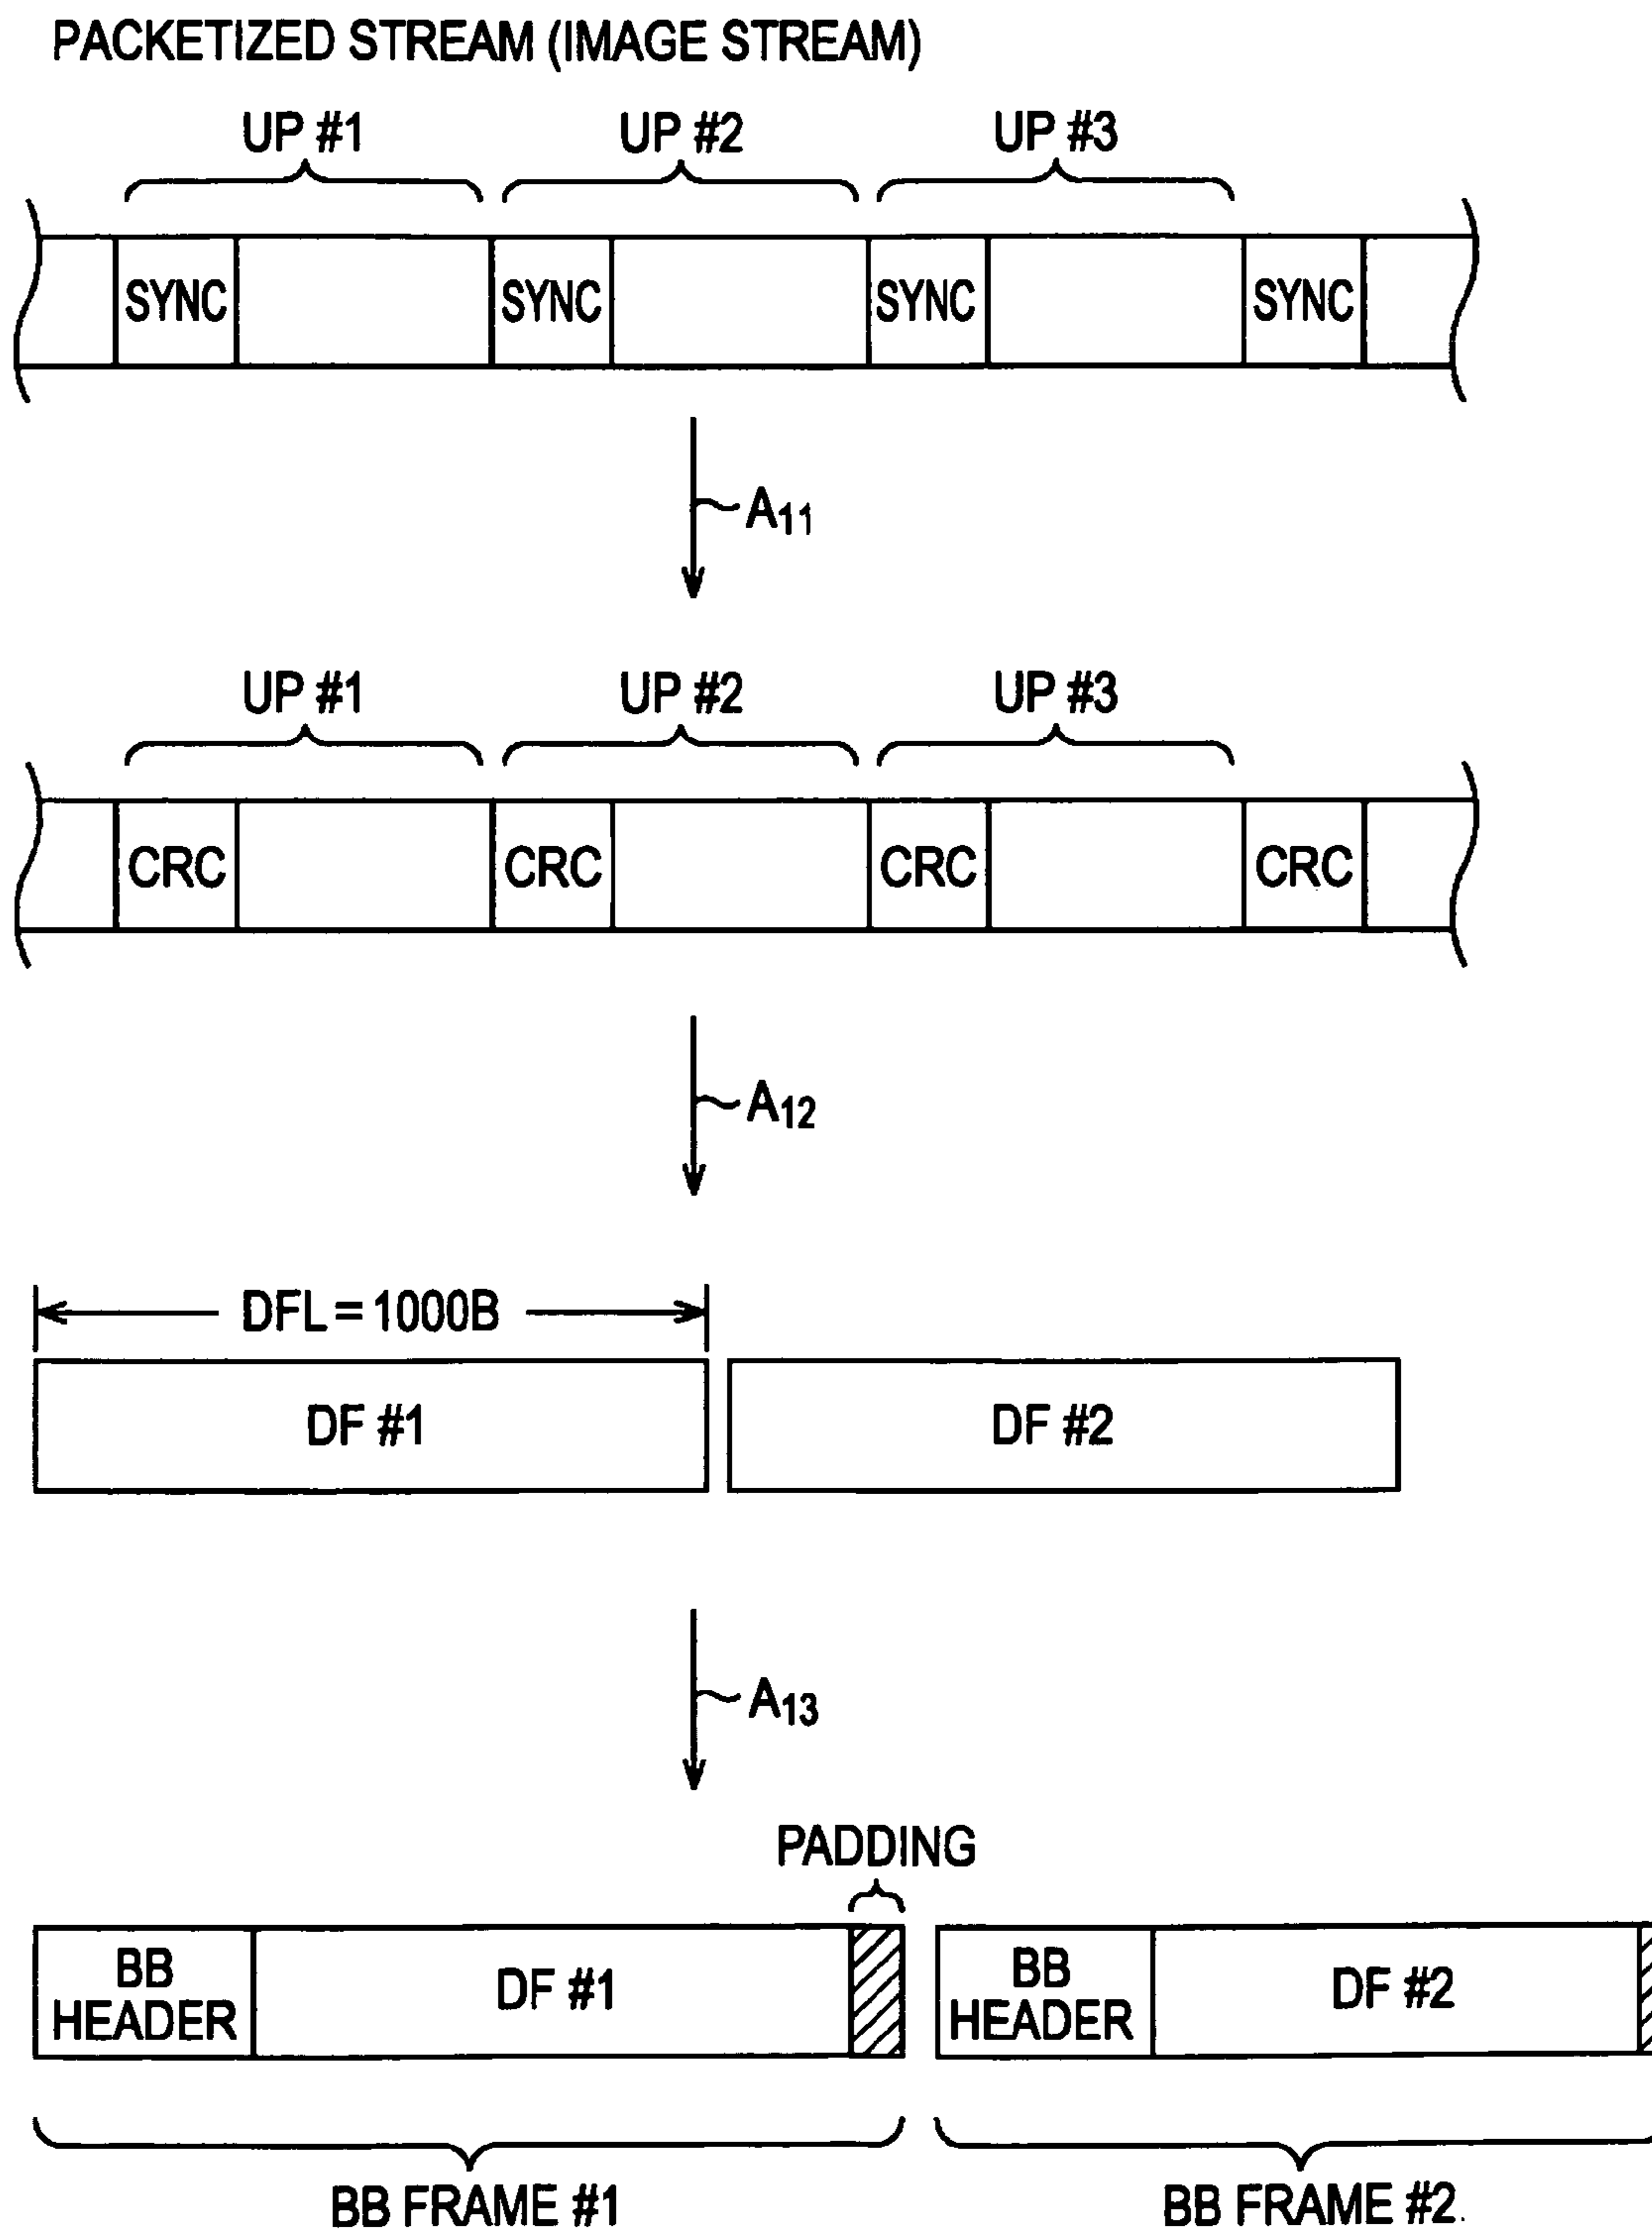 PACKETIZED STREAM (IMAGE STREAM)
UP #1 UP #2 UP #3
SYNC SYNC SYNC SYNC
A11
UP #1 UP #2 UP #3
CRC CRC CRC CRC
A12
DFL = 1000B
DF #1 DF #2
A13
PADDING
BB HEADER DF #1 BB HEADER DF #2
BB FRAME #1 BB FRAME #2